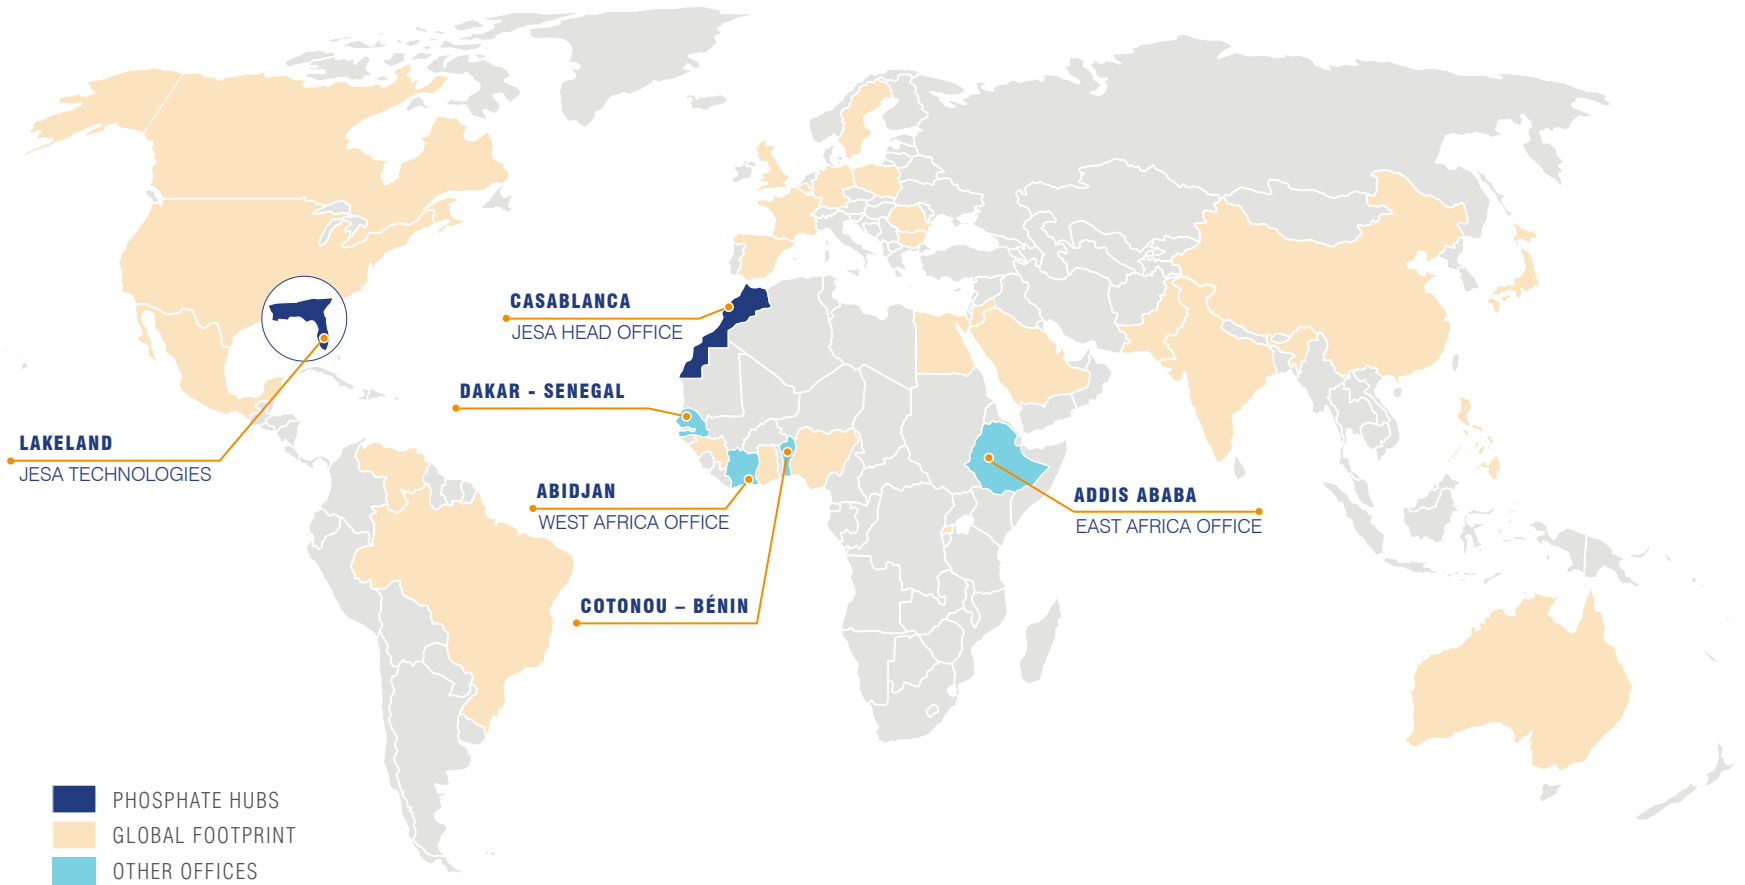 CASABLANCA
JESA HEAD OFFICE
DAKAR - SENEGAL
LAKELAND
JESA TECHNOLOGIES
ABIDJAN
WEST AFRICA OFFICE
ADDIS ABABA
EAST AFRICA OFFICE
COTONOU – BÉNIN
PHOSPHATE HUBS
GLOBAL FOOTPRINT
OTHER OFFICES